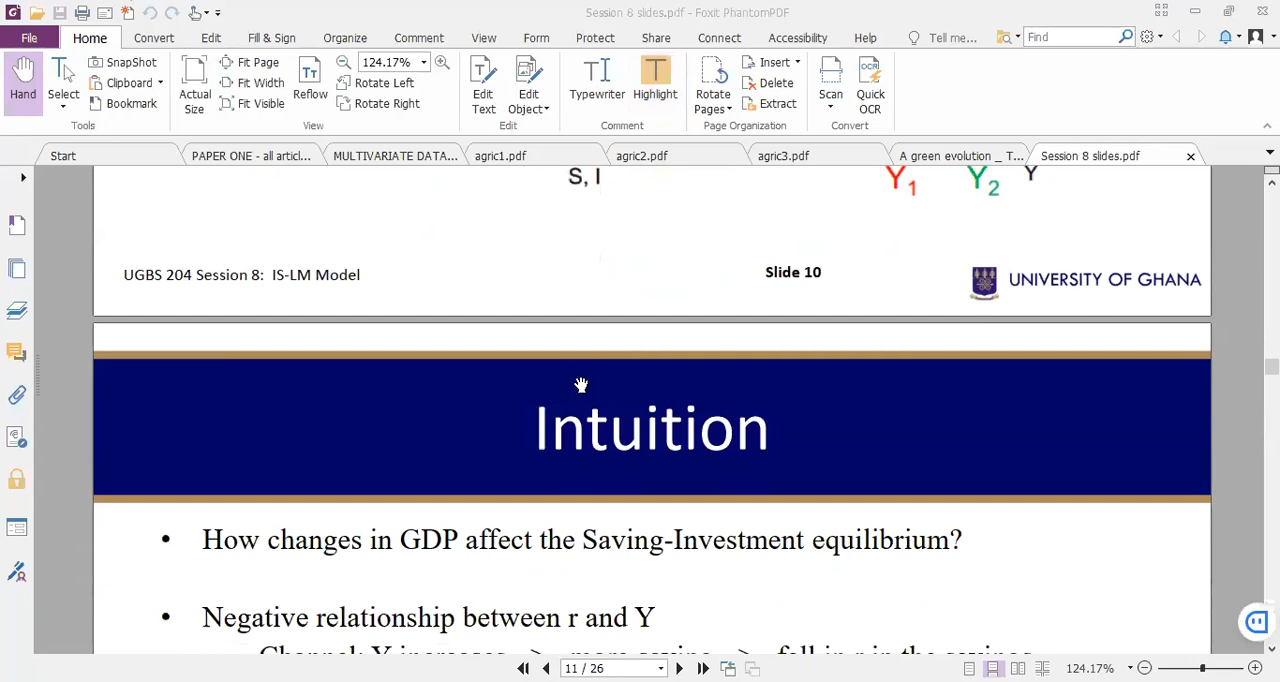 Session 8 slides.pdf - Foxit PhantomPDF
File Home Convert Edit Fill & Sign Organize Comment View Form Protect Share Connect Accessibility Help Tell me... Find
SnapShot Fit Page 124.17% Rotate Left Insert
Clipboard Fit Width Rotate Left Delete
Hand Select Bookmark Actual Size Fit Visible Reflow Rotate Right Edit Text Edit Object Typewriter Highlight Rotate Pages Extract Scan Quick OCR
Tools View Edit Comment Page Organization Convert
Start PAPER ONE - all articl... MULTIVARIATE DATA... agric1.pdf agric2.pdf agric3.pdf A green evolution _ T... Session 8 slides.pdf
S, I Y1 Y2 Y
UGBS 204 Session 8: IS-LM Model Slide 10 UNIVERSITY OF GHANA
Intuition
• How changes in GDP affect the Saving-Investment equilibrium?
• Negative relationship between r and Y
11 / 26 124.17%